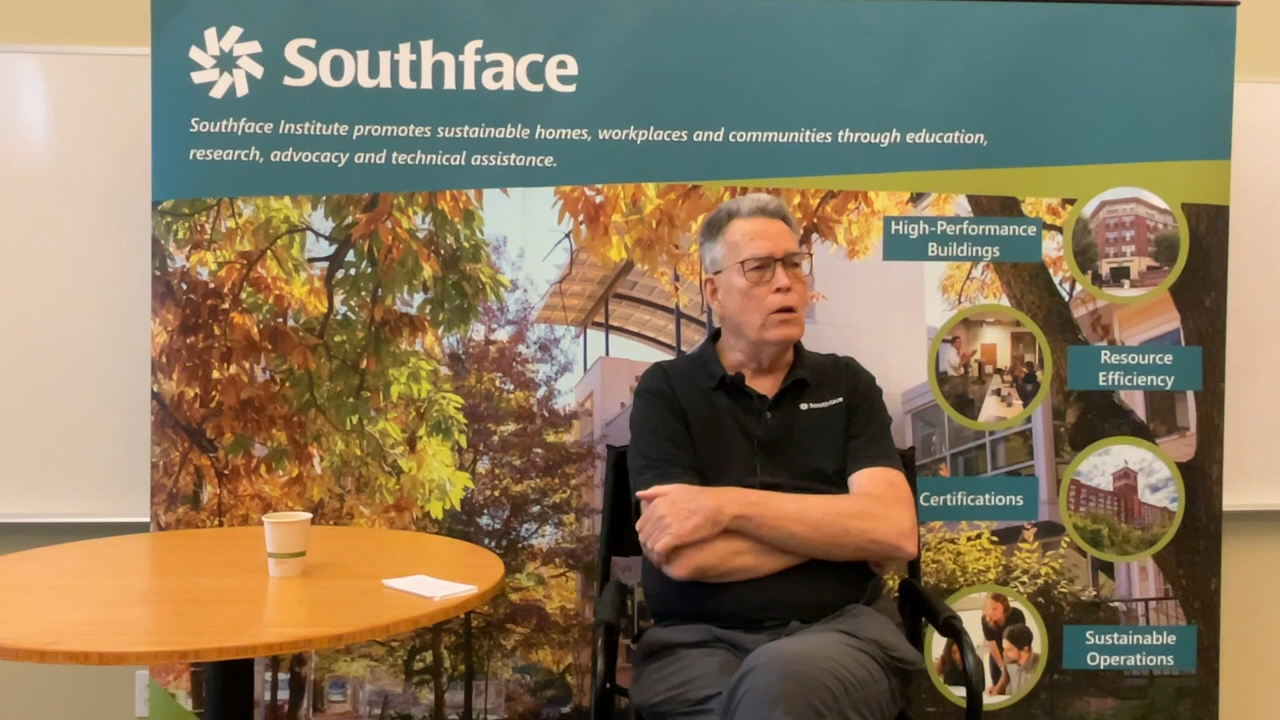 Southface
Southface Institute promotes sustainable homes, workplaces and communities through education,
research, advocacy and technical assistance.
High-Performance
Buildings
Resource
Efficiency
Southface
Certifications
Sustainable
Operations